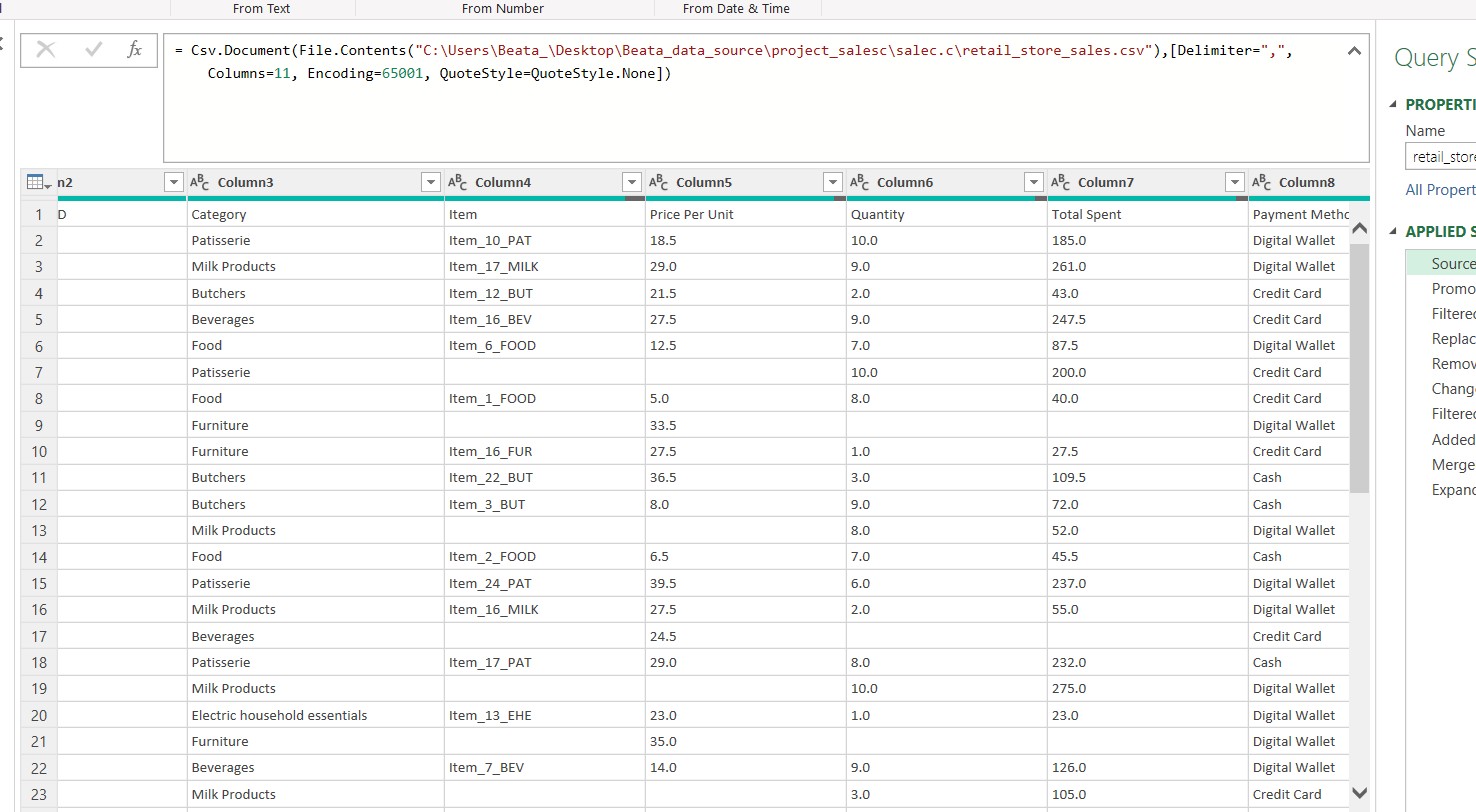 From Text From Number From Date & Time
= Csv.Document(File.Contents("C:\Users\Beata_\Desktop\Beata_data_source\project_salesc\salec.c\retail_store_sales.csv"),[Delimiter=",",
Columns=11, Encoding=65001, QuoteStyle=QuoteStyle.None])
n2 ABC Column3 ABC Column4 ABC Column5 ABC Column6 ABC Column7 ABC Column8
1 D Category Item Price Per Unit Quantity Total Spent Payment Metho
2 Patisserie Item_10_PAT 18.5 10.0 185.0 Digital Wallet
3 Milk Products Item_17_MILK 29.0 9.0 261.0 Digital Wallet
4 Butchers Item_12_BUT 21.5 2.0 43.0 Credit Card
5 Beverages Item_16_BEV 27.5 9.0 247.5 Credit Card
6 Food Item_6_FOOD 12.5 7.0 87.5 Digital Wallet
7 Patisserie 10.0 200.0 Credit Card
8 Food Item_1_FOOD 5.0 8.0 40.0 Credit Card
9 Furniture 33.5 Digital Wallet
10 Furniture Item_16_FUR 27.5 1.0 27.5 Credit Card
11 Butchers Item_22_BUT 36.5 3.0 109.5 Cash
12 Butchers Item_3_BUT 8.0 9.0 72.0 Cash
13 Milk Products 8.0 52.0 Digital Wallet
14 Food Item_2_FOOD 6.5 7.0 45.5 Cash
15 Patisserie Item_24_PAT 39.5 6.0 237.0 Digital Wallet
16 Milk Products Item_16_MILK 27.5 2.0 55.0 Digital Wallet
17 Beverages 24.5 Credit Card
18 Patisserie Item_17_PAT 29.0 8.0 232.0 Cash
19 Milk Products 10.0 275.0 Digital Wallet
20 Electric household essentials Item_13_EHE 23.0 1.0 23.0 Digital Wallet
21 Furniture 35.0 Digital Wallet
22 Beverages Item_7_BEV 14.0 9.0 126.0 Digital Wallet
23 Milk Products 3.0 105.0 Credit Card
Query S
PROPERTI
Name
retail_store
All Propert
APPLIED S
Source
Promo
Filtered
Replac
Remov
Change
Filtered
Added
Merge
Expand